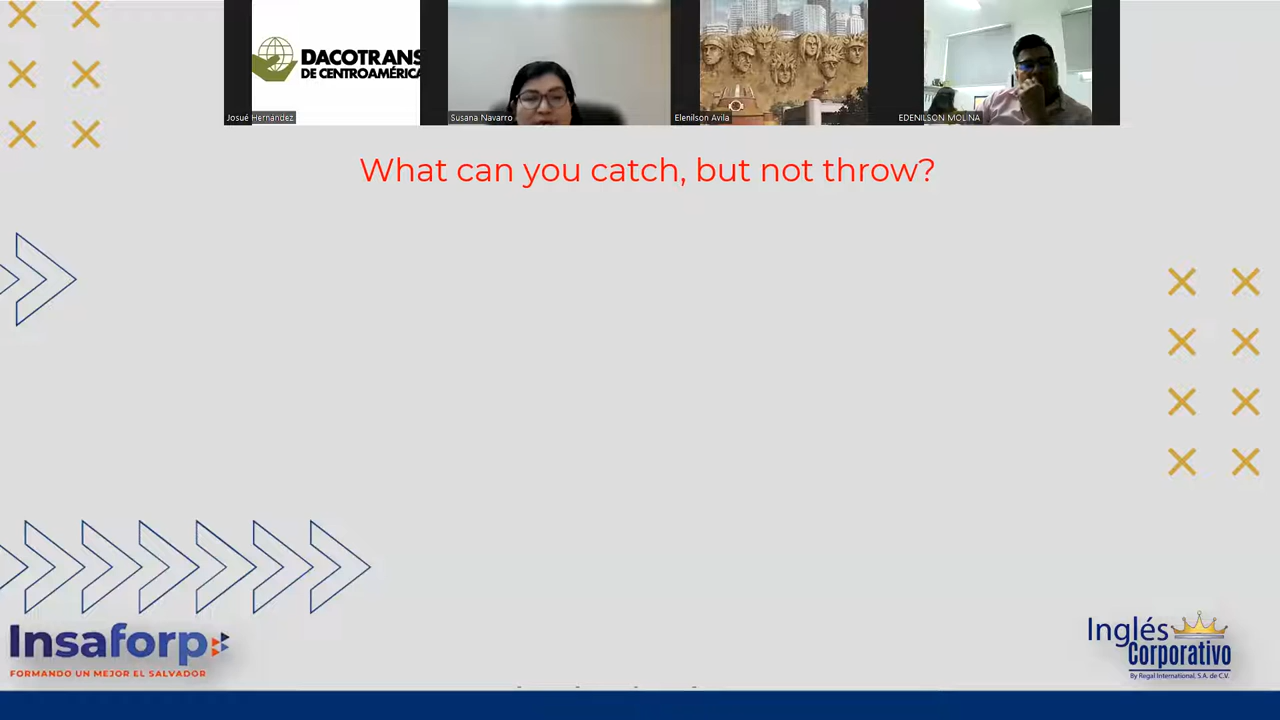 DACOTRANS
DE CENTROAMÉRICA
Josué Hernández
Susana Navarro
Elenilson Avila
EDENILSON MOLINA
What can you catch, but not throw?
Insaforp
FORMANDO UN MEJOR EL SALVADOR
Inglés
Corporativo
By Regal International, S.A. de C.V.